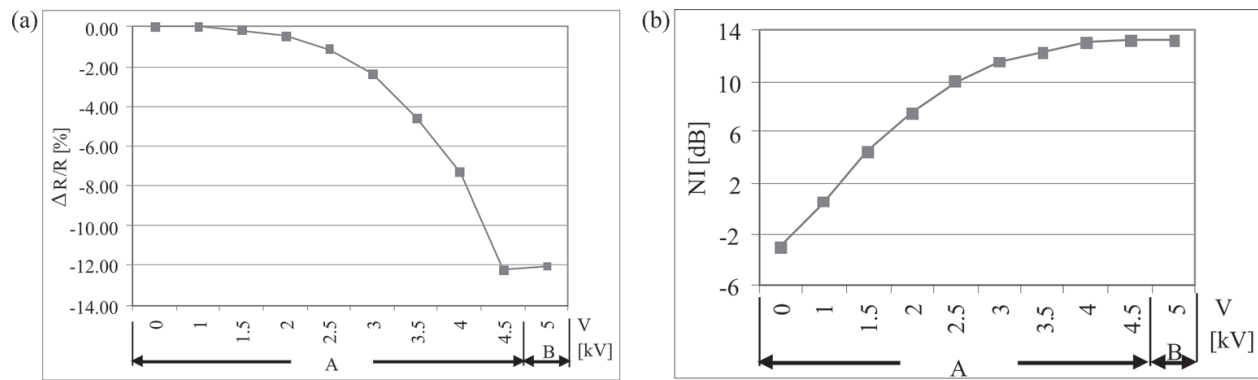 (a)
0.00
-2.00
-4.00
-6.00
-8.00
-10.00
-12.00
-14.00
ΔR/R [%]
0 1 1.5 2 2.5 3 3.5 4 4.5 5 V
[kV]
A B
(b)
14
10
6
2
-2
-6
NI [dB]
0 1 1.5 2 2.5 3 3.5 4 4.5 5 V
[kV]
A B